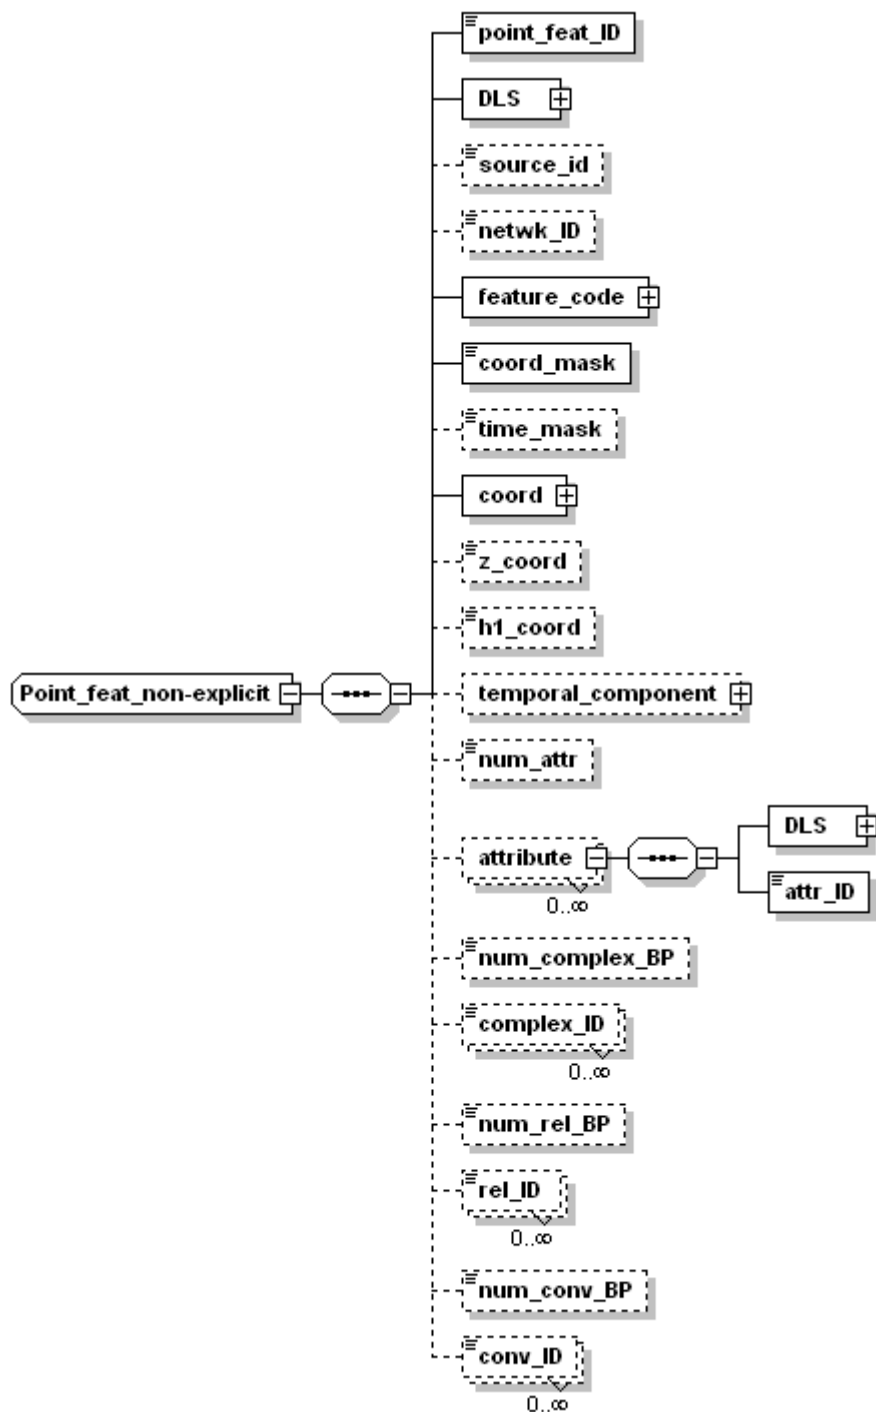 point_feat_ID
DLS
source_id
netwk_ID
feature_code
coord_mask
time_mask
coord
z_coord
h1_coord
Point_feat_non-explicit
temporal_component
num_attr
DLS
attribute
0..∞
attr_ID
num_complex_BP
complex_ID
0..∞
num_rel_BP
rel_ID
0..∞
num_conv_BP
conv_ID
0..∞